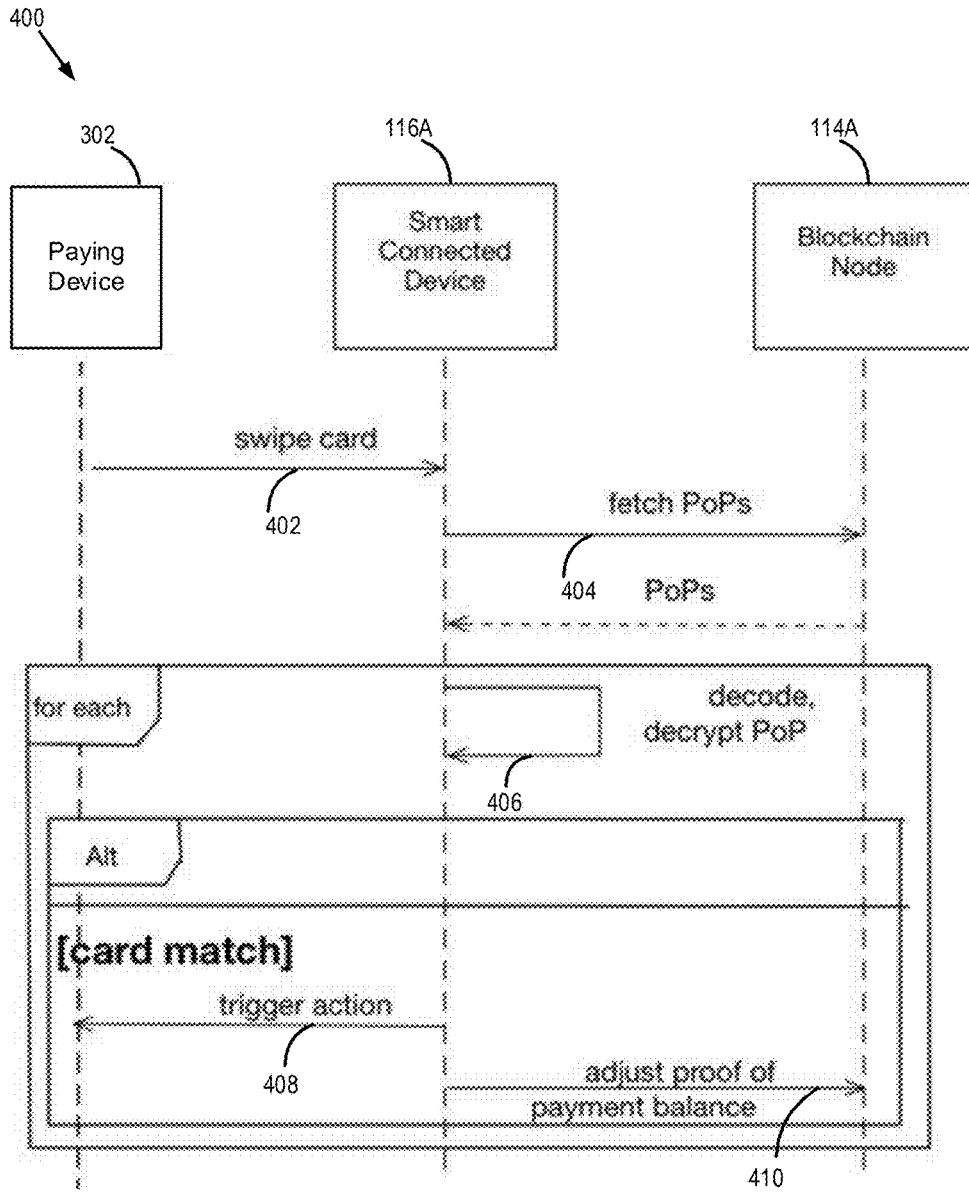 400
302
116A
114A
Paying
Device
Smart
Connected
Device
Blockchain
Node
swipe card
402
fetch PoPs
404
PoPs
for each
decode,
decrypt PoP
406
Alt
[card match]
trigger action
408
adjust proof of
payment balance
410